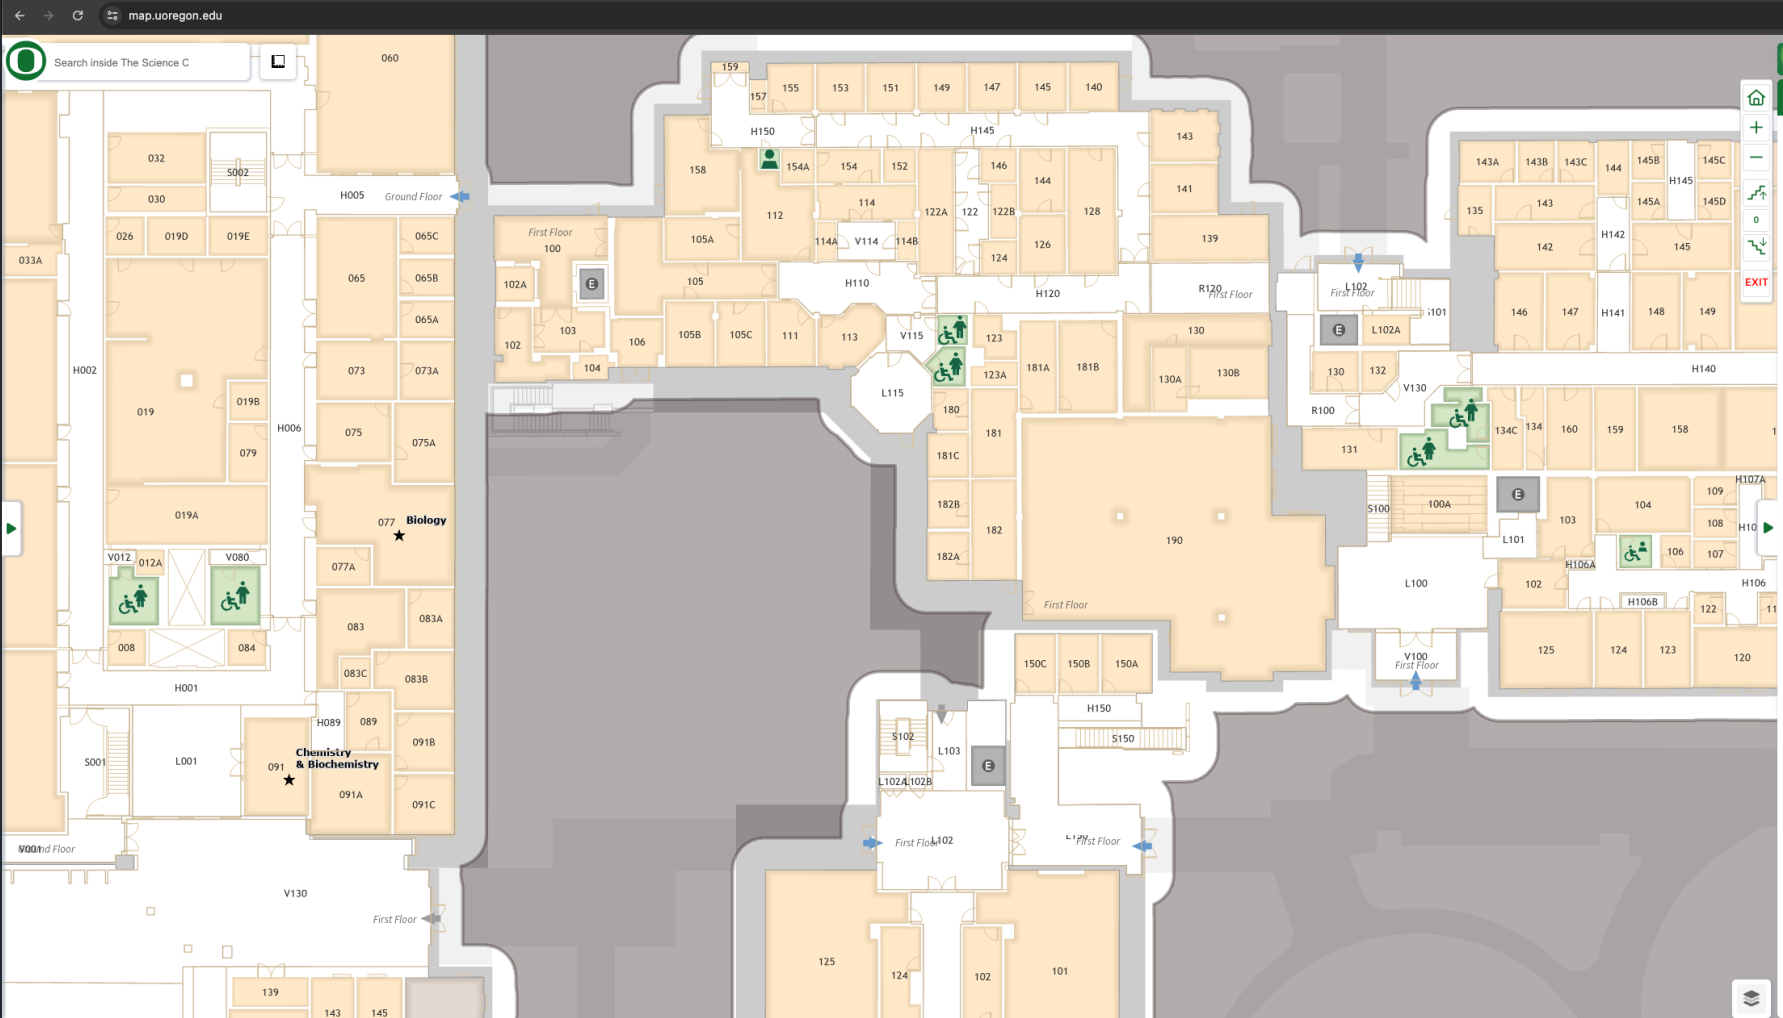 map.uoregon.edu
Search inside The Science C
060
032
S002
030
H005
Ground Floor
026
019D
019E
033A
065C
065
065B
065A
H002
073
073A
019
019B
H006
075
075A
079
019A
077
Biology
V012
012A
V080
077A
083
083A
008
084
083C
083B
H001
H089
089
091B
S001
L001
091
Chemistry
& Biochemistry
091A
091C
Ground Floor
V130
First Floor
139
143
145
159
157
155
153
151
149
147
145
140
H150
H145
143
158
154A
154
152
146
144
141
112
114
122A
122
122B
128
First Floor
100
105A
114A
V114
114B
126
139
124
102A
E
105
H110
H120
R120
First Floor
103
102
106
104
105B
105C
111
113
V115
123
123A
181A
181B
130
130A
130B
L115
180
181
181C
182B
182
182A
190
First Floor
150C
150B
150A
H150
S150
S102
L103
E
L102A
L102B
First Floor
L102
First Floor
125
124
102
101
143A
143B
143C
144
145B
145C
H145
145A
145D
135
143
H142
142
145
L102
First Floor
E
L102A
146
147
H141
148
149
130
132
V130
H140
R100
131
134C
134
160
159
158
S100
100A
E
L101
103
104
109
H107A
108
106
107
H106A
L100
102
H106
H106B
122
V100
First Floor
125
124
123
120
0
EXIT